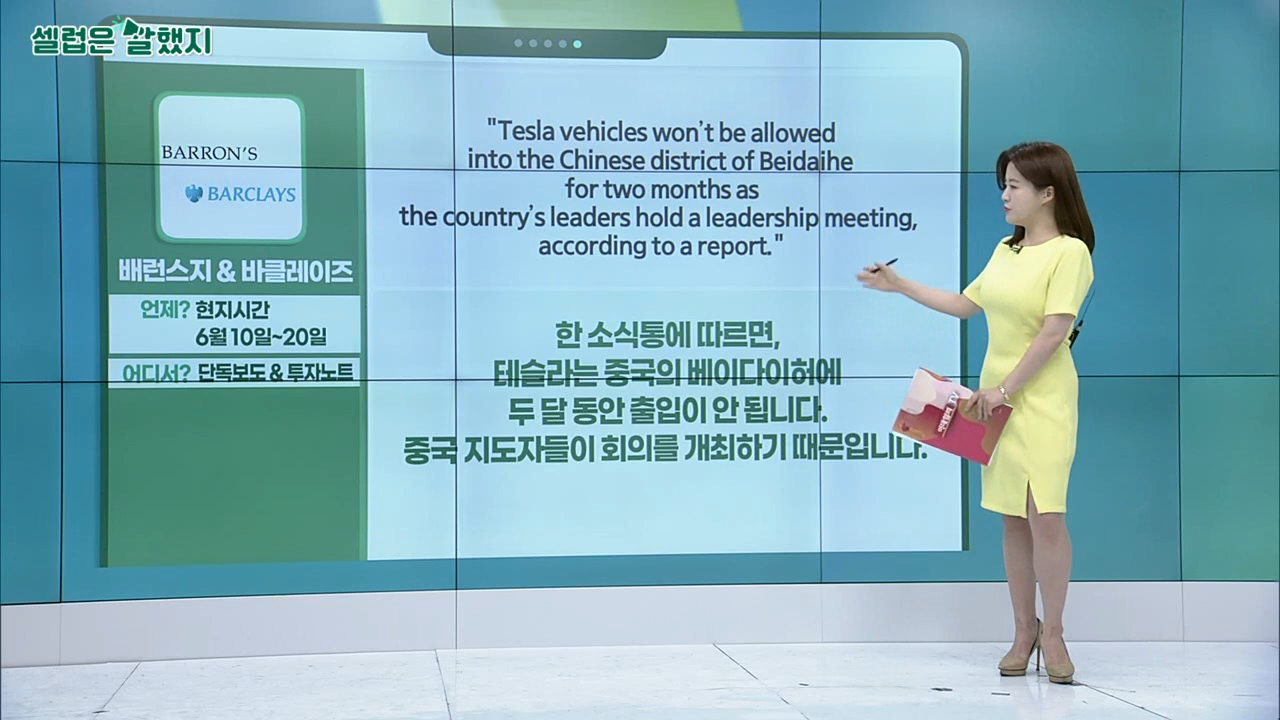 셀럽은 말했지
BARRON'S
BARCLAYS
배런스지 & 바클레이즈
언제? 현지시간
6월 10일~20일
어디서? 단독보도 & 투자노트
"Tesla vehicles won't be allowed
into the Chinese district of Beidaihe
for two months as
the country's leaders hold a leadership meeting,
according to a report."
한 소식통에 따르면,
테슬라는 중국의 베이다이허에
두 달 동안 출입이 안 됩니다.
중국 지도자들이 회의를 개최하기 때문입니다.